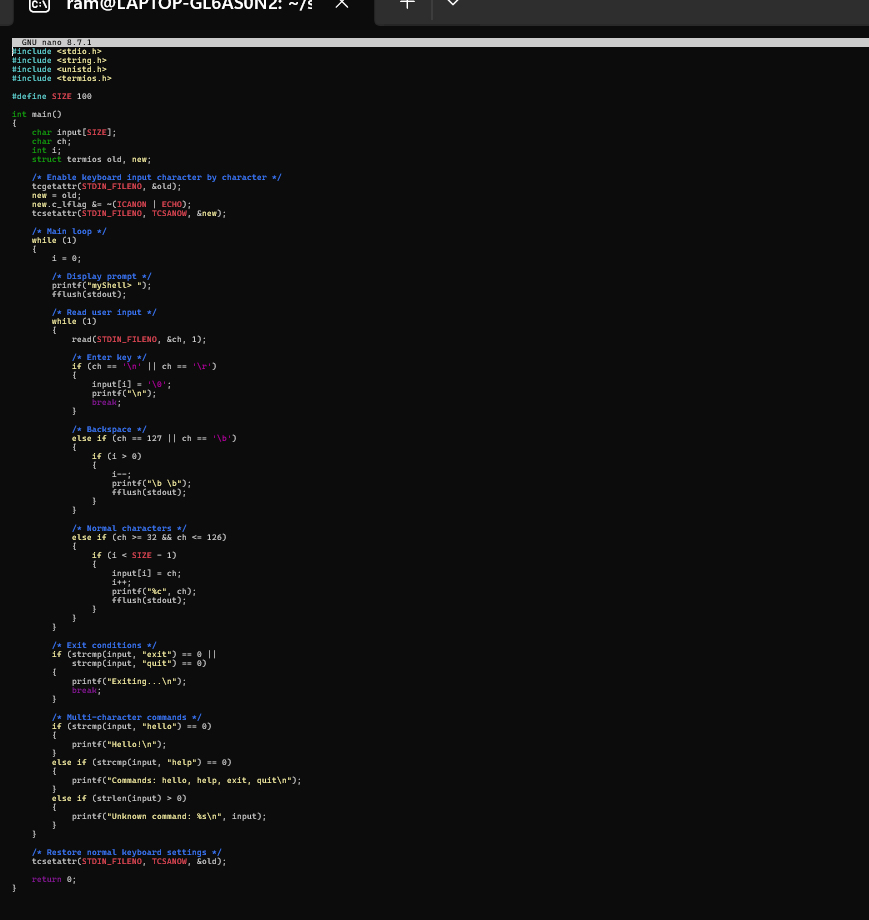 ram@LAPTOP-GL6AS0N2: ~/s
GNU nano 8.7.1
#include <stdio.h>
#include <string.h>
#include <unistd.h>
#include <termios.h>
#define SIZE 100
int main()
{
    char input[SIZE];
    char ch;
    int i;
    struct termios old, new;
    /* Enable keyboard input character by character */
    tcgetattr(STDIN_FILENO, &old);
    new = old;
    new.c_lflag &= ~(ICANON | ECHO);
    tcsetattr(STDIN_FILENO, TCSANOW, &new);
    /* Main loop */
    while (1)
    {
        i = 0;
        /* Display prompt */
        printf("myShell> ");
        fflush(stdout);
        /* Read user input */
        while (1)
        {
            read(STDIN_FILENO, &ch, 1);
            /* Enter key */
            if (ch == '\n' || ch == '\r')
            {
                input[i] = '\0';
                printf("\n");
                break;
            }
            /* Backspace */
            else if (ch == 127 || ch == '\b')
            {
                if (i > 0)
                {
                    i--;
                    printf("\b \b");
                    fflush(stdout);
                }
            }
            /* Normal characters */
            else if (ch >= 32 && ch <= 126)
            {
                if (i < SIZE - 1)
                {
                    input[i] = ch;
                    i++;
                    printf("%c", ch);
                    fflush(stdout);
                }
            }
        }
        /* Exit conditions */
        if (strcmp(input, "exit") == 0 ||
            strcmp(input, "quit") == 0)
        {
            printf("Exiting...\n");
            break;
        }
        /* Multi-character commands */
        if (strcmp(input, "hello") == 0)
        {
            printf("Hello!\n");
        }
        else if (strcmp(input, "help") == 0)
        {
            printf("Commands: hello, help, exit, quit\n");
        }
        else if (strlen(input) > 0)
        {
            printf("Unknown command: %s\n", input);
        }
    }
    /* Restore normal keyboard settings */
    tcsetattr(STDIN_FILENO, TCSANOW, &old);
    return 0;
}